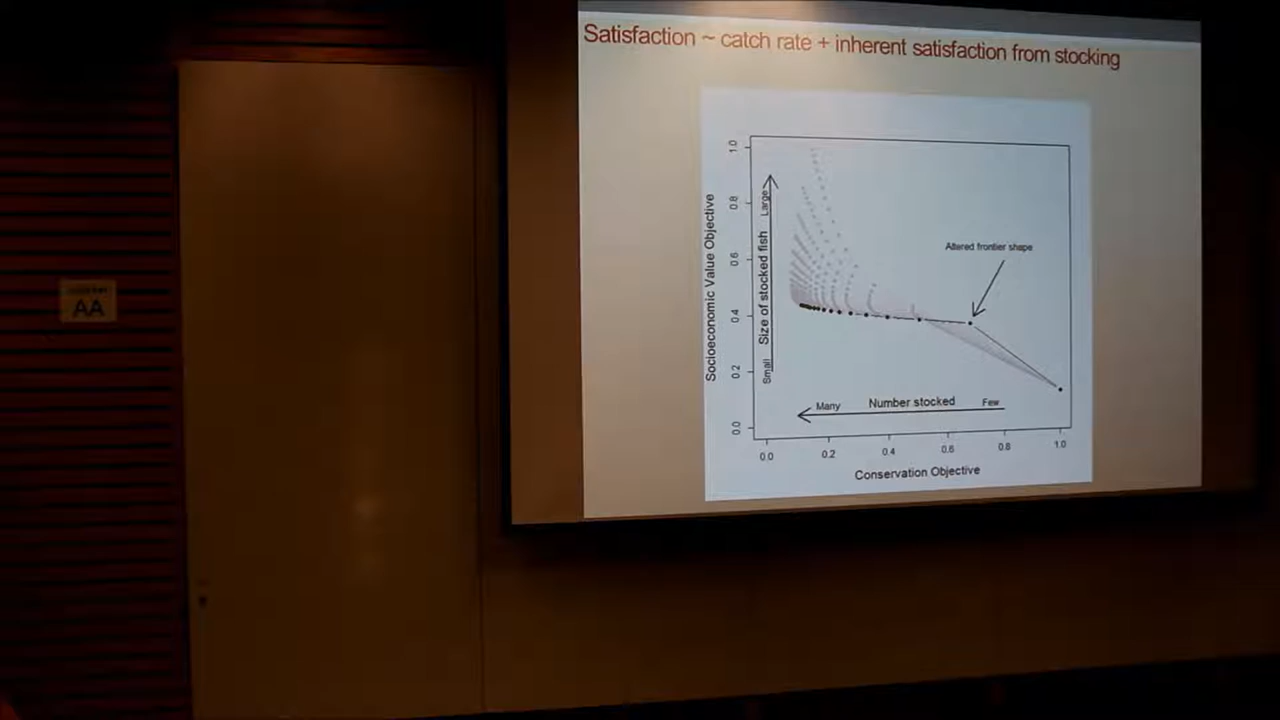 Satisfaction ~ catch rate + inherent satisfaction from stocking
AA
Socioeconomic Value Objective
0.0
0.2
0.4
0.6
0.8
1.0
Small
Size of stocked fish
Large
Altered frontier shape
Many
Number stocked
Few
0.0
0.2
0.4
0.6
0.8
1.0
Conservation Objective